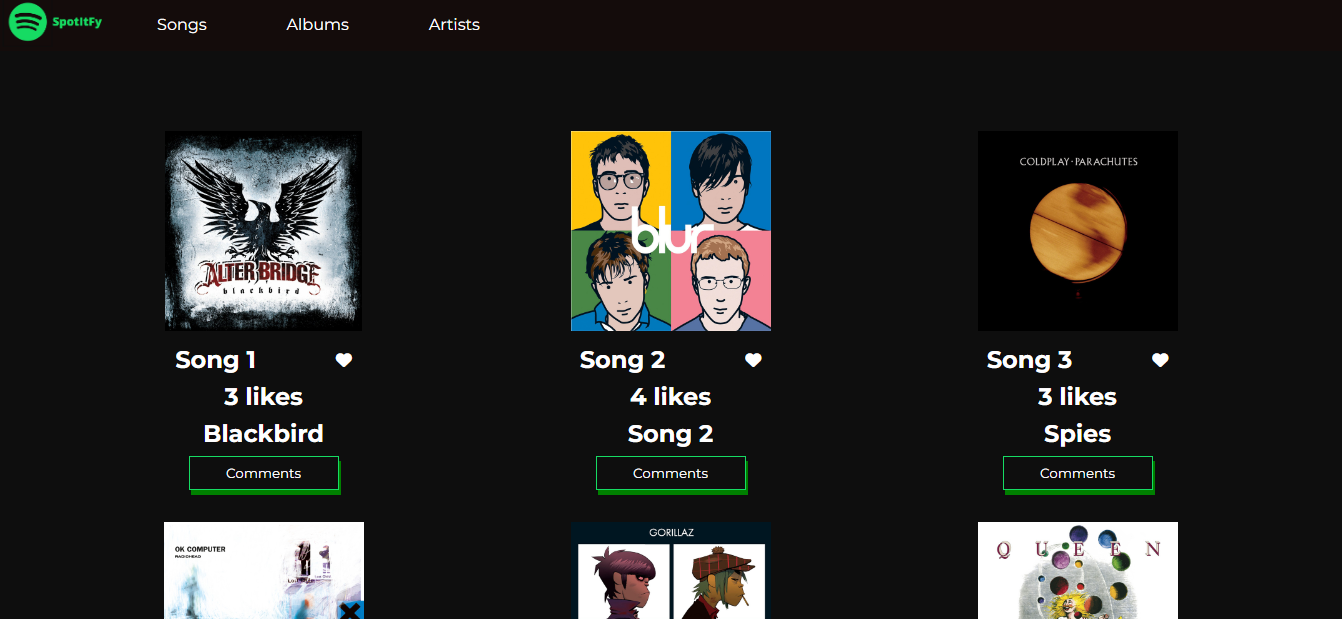 SpotItFy Songs Albums Artists
ALTER BRIDGE
blackbird
blur
COLDPLAY · PARACHUTES
Song 1
Song 2
Song 3
3 likes
4 likes
3 likes
Blackbird
Song 2
Spies
Comments
Comments
Comments
OK COMPUTER
RADIOHEAD
GORILLAZ
QUEEN